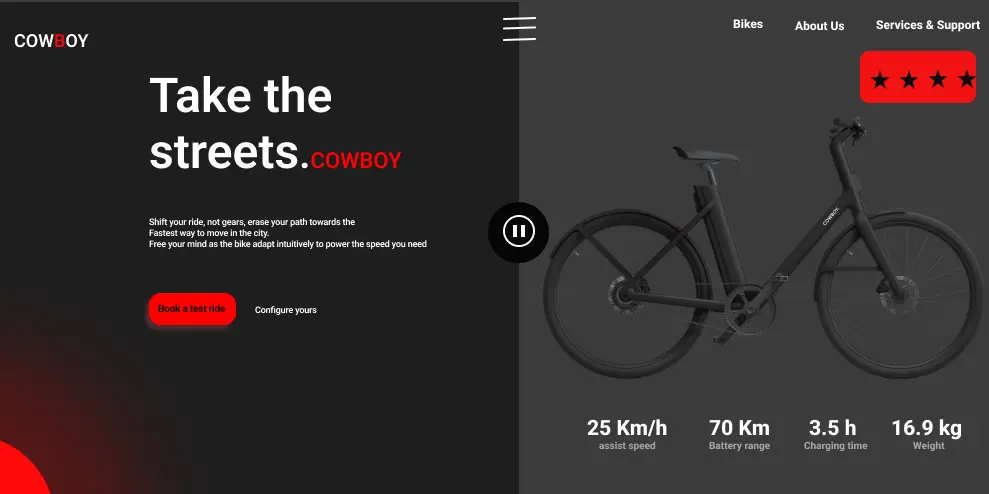 COWBOY
Bikes
About Us
Services & Support
Take the
streets.COWBOY
Shift your ride, not gears, erase your path towards the
Fastest way to move in the city.
Free your mind as the bike adapt intuitively to power the speed you need
Book a test ride
Configure yours
COWBOY
25 Km/h
assist speed
70 Km
Battery range
3.5 h
Charging time
16.9 kg
Weight